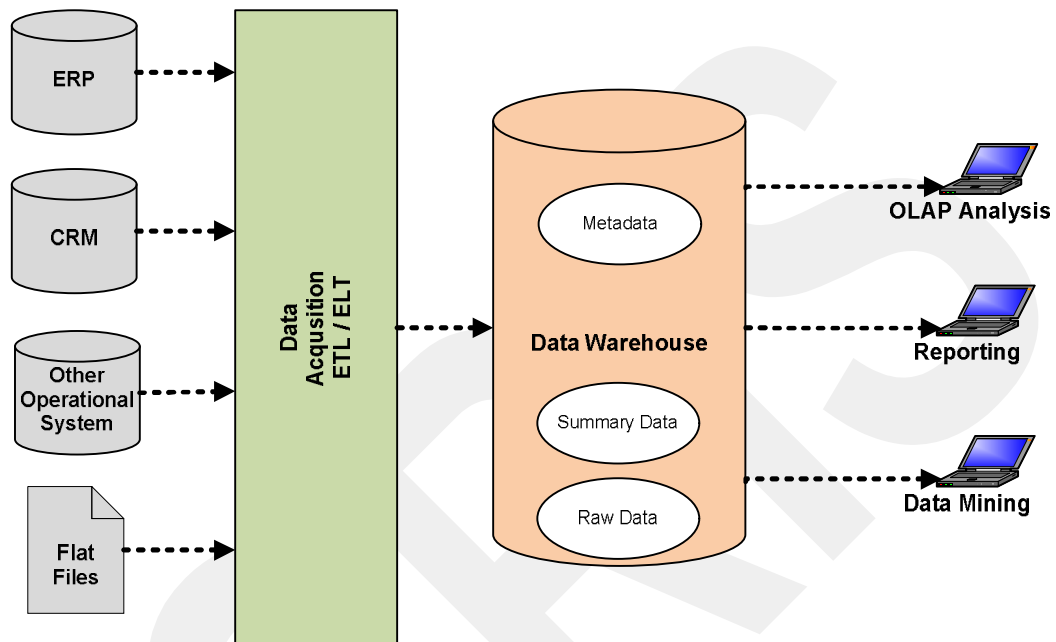 ERP
CRM
Other
Operational
System
Flat
Files
Data
Acqusition
ETL / ELT
Metadata
Data Warehouse
Summary Data
Raw Data
OLAP Analysis
Reporting
Data Mining